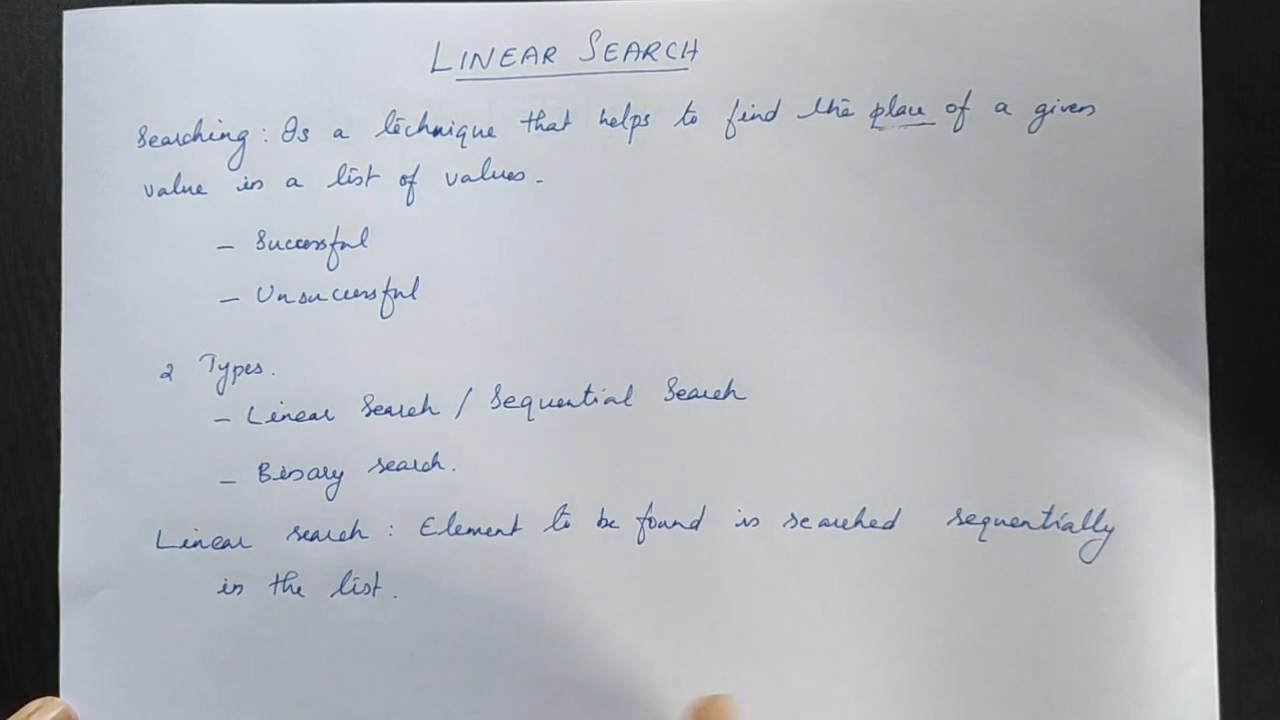 LINEAR SEARCH
Searching : Is a technique that helps to find the place of a given
value in a list of values.
- Successful
- Unsuccessful
2 Types.
- Linear Search / Sequential Search
- Binary search.
Linear search : Element to be found is searched sequentially
in the list.